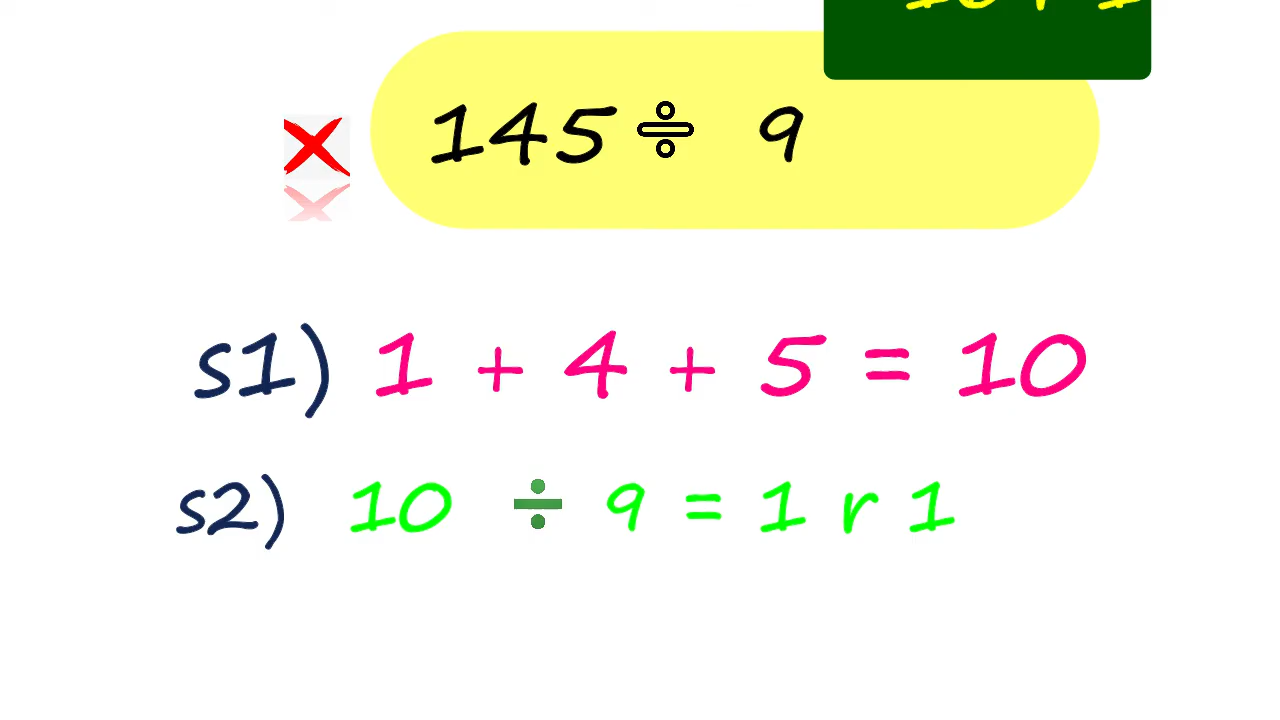 145 ÷ 9
s1) 1 + 4 + 5 = 10
s2) 10 ÷ 9 = 1 r 1